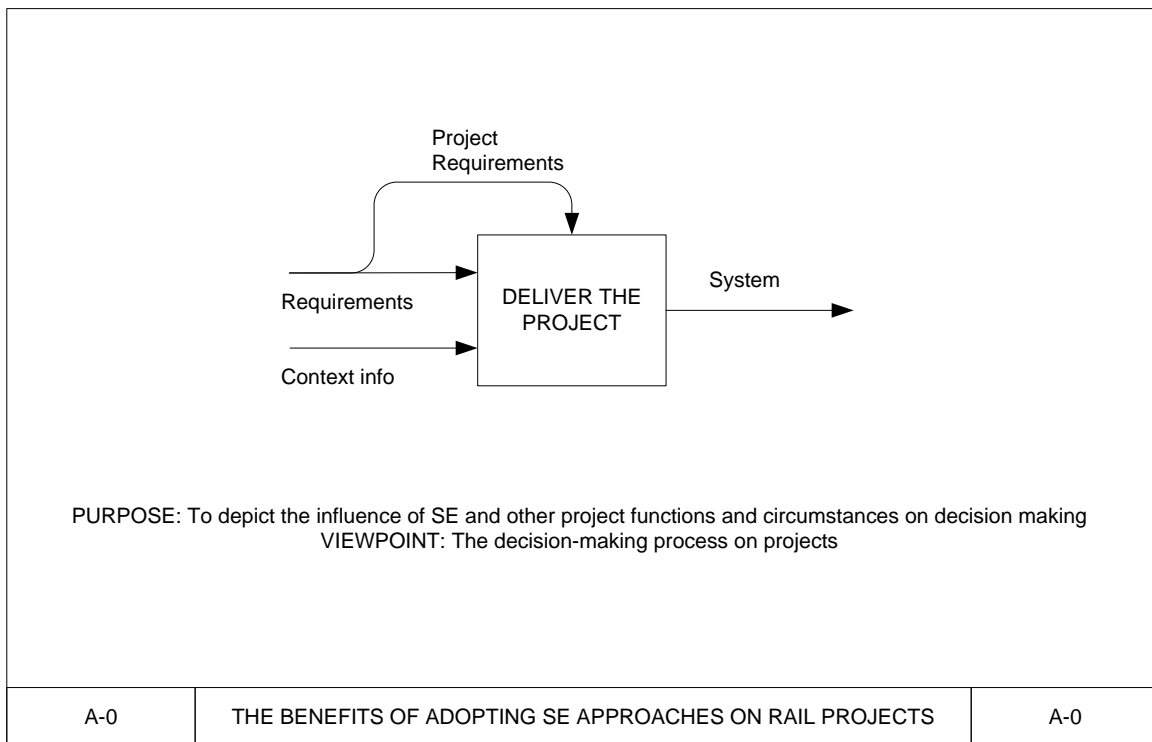 Project
Requirements
Requirements
Context info
DELIVER THE
PROJECT
System
PURPOSE: To depict the influence of SE and other project functions and circumstances on decision making
VIEWPOINT: The decision-making process on projects
A-0
THE BENEFITS OF ADOPTING SE APPROACHES ON RAIL PROJECTS
A-0